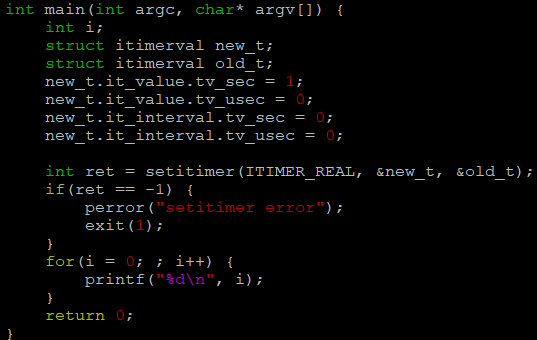 int main(int argc, char* argv[]) {
    int i;
    struct itimerval new_t;
    struct itimerval old_t;
    new_t.it_value.tv_sec = 1;
    new_t.it_value.tv_usec = 0;
    new_t.it_interval.tv_sec = 0;
    new_t.it_interval.tv_usec = 0;

    int ret = setitimer(ITIMER_REAL, &new_t, &old_t);
    if(ret == -1) {
        perror("setitimer error");
        exit(1);
    }
    for(i = 0; ; i++) {
        printf("%d\n", i);
    }
    return 0;
}